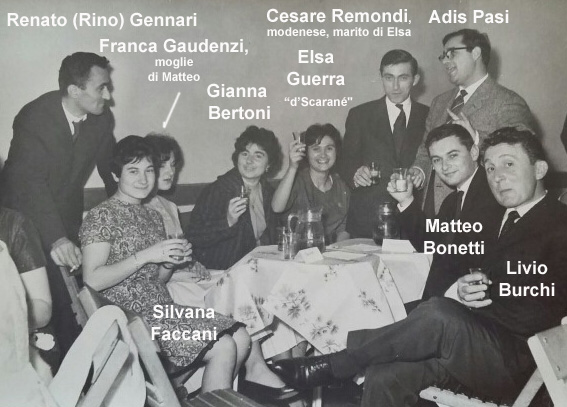 Renato (Rino) Gennari
Franca Gaudenzi,
moglie
di Matteo
Gianna
Bertoni
Cesare Remondi,
modenese, marito di Elsa
Elsa
Guerra
“d’Scarané”
Adis Pasi
Matteo
Bonetti
Livio
Burchi
Silvana
Faccani